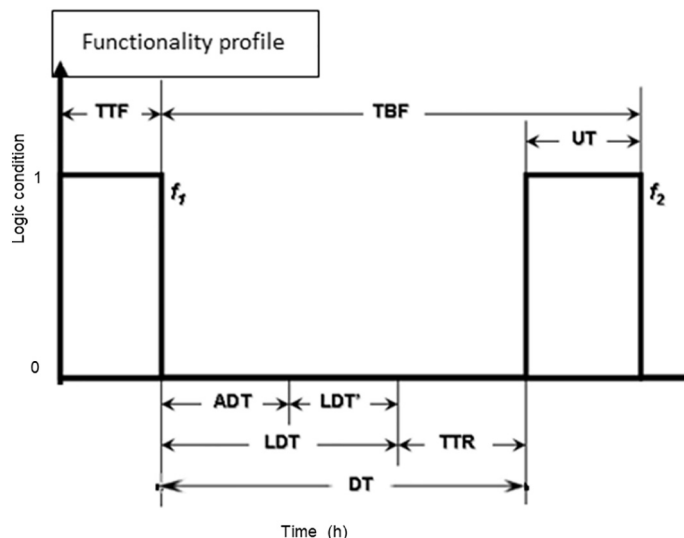 Functionality profile
TTF
TBF
UT
1
f1
f2
Logic condition
0
ADT
LDT'
LDT
TTR
DT
Time (h)